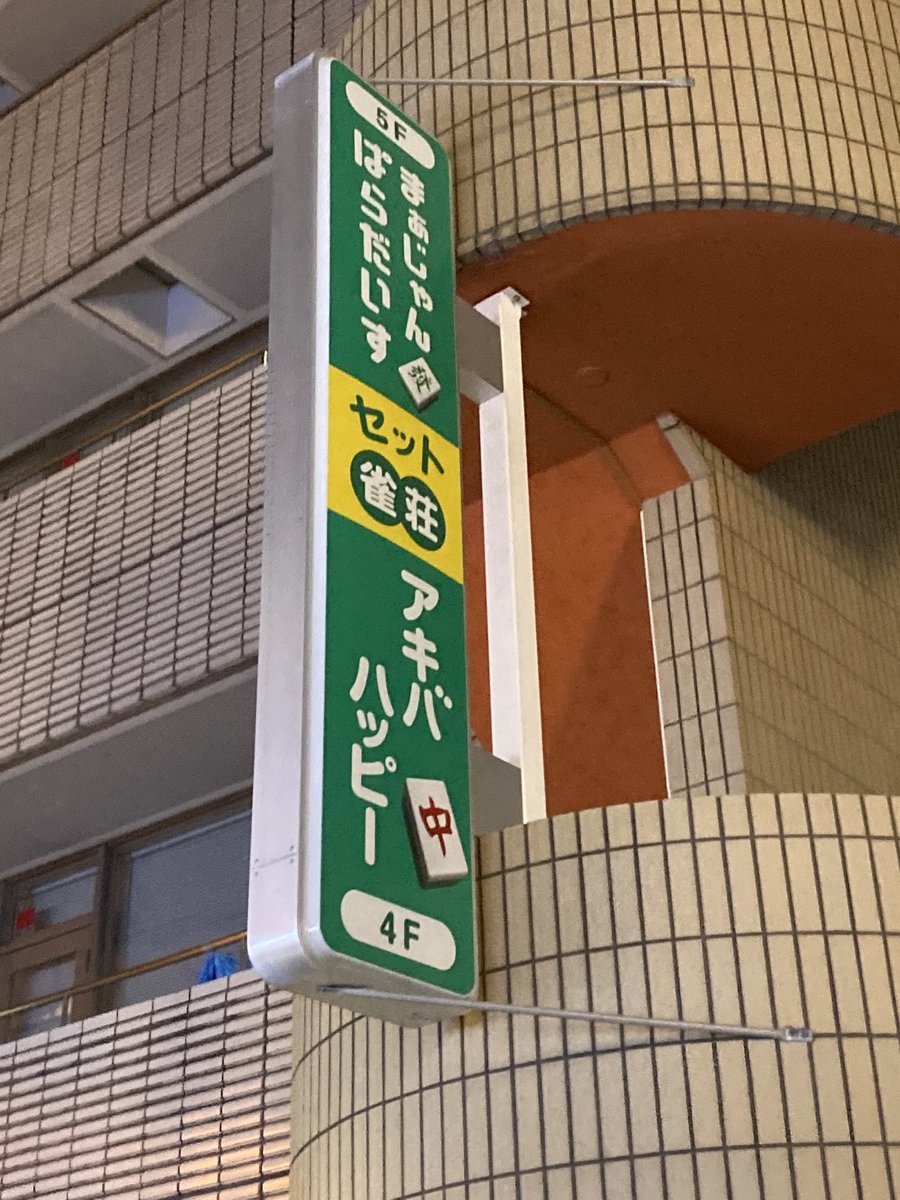 5F
まぁじゃん
發
ぱらだいす
セット
雀荘
アキバ
ハッピー
中
4F